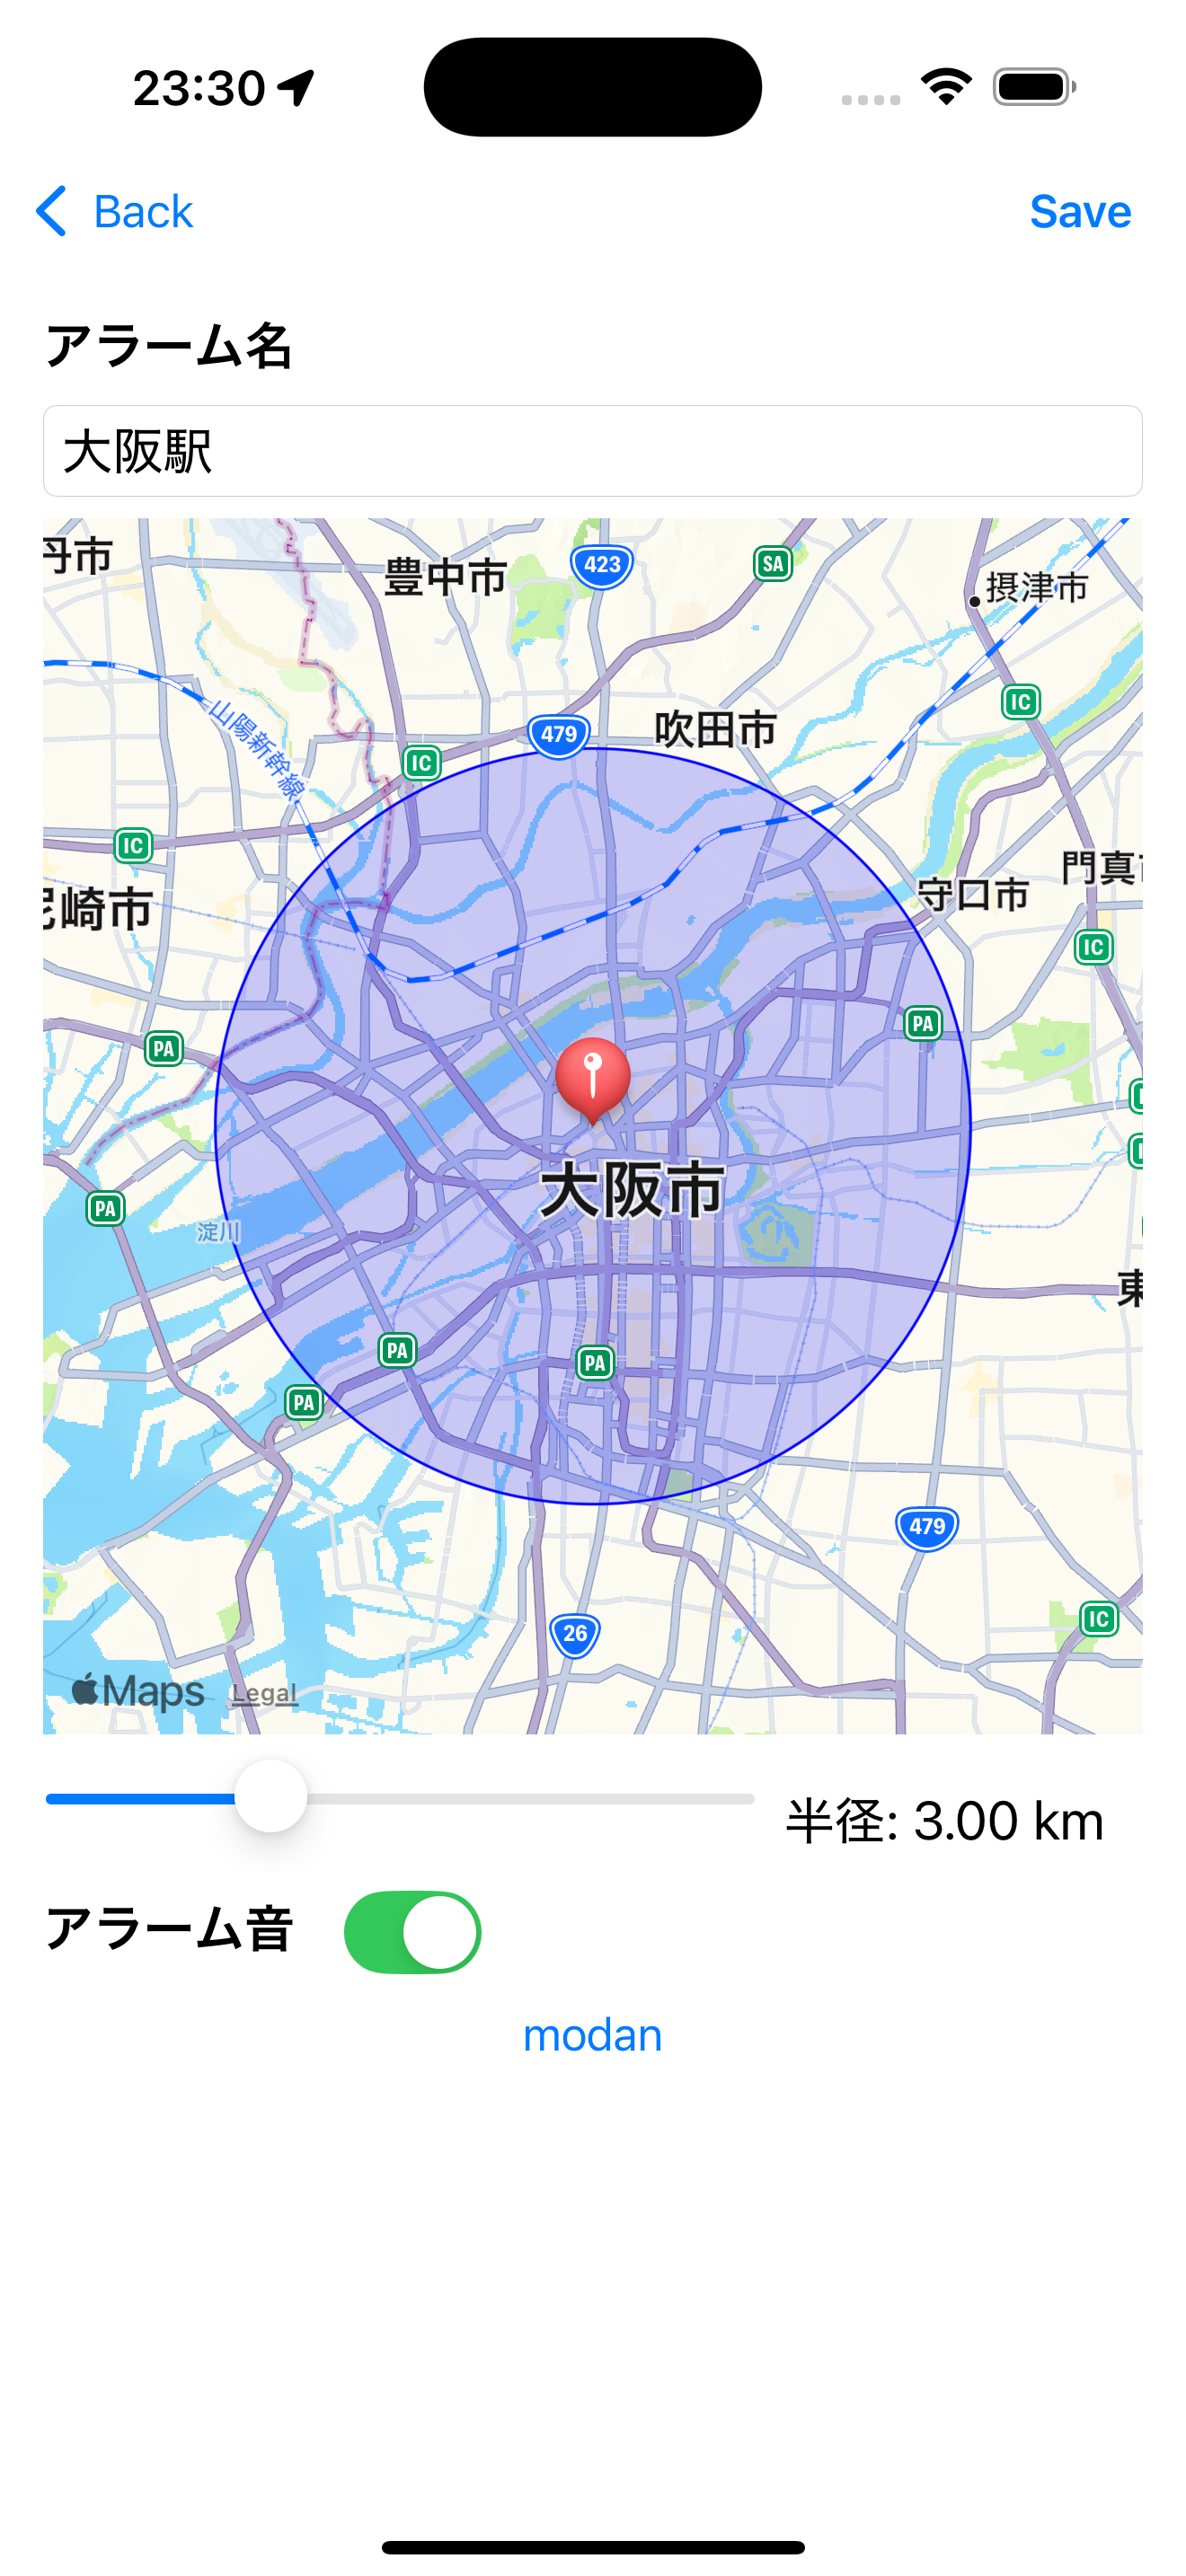 23:30
Back
Save
アラーム名
大阪駅
丹市
豊中市
423
SA
摂津市
IC
山陽新幹線
479
吹田市
IC
IC
門真
尼崎市
守口市
IC
PA
PA
大阪市
PA
淀川
東
PA
PA
PA
479
26
IC
Maps
Legal
半径: 3.00 km
アラーム音
modan